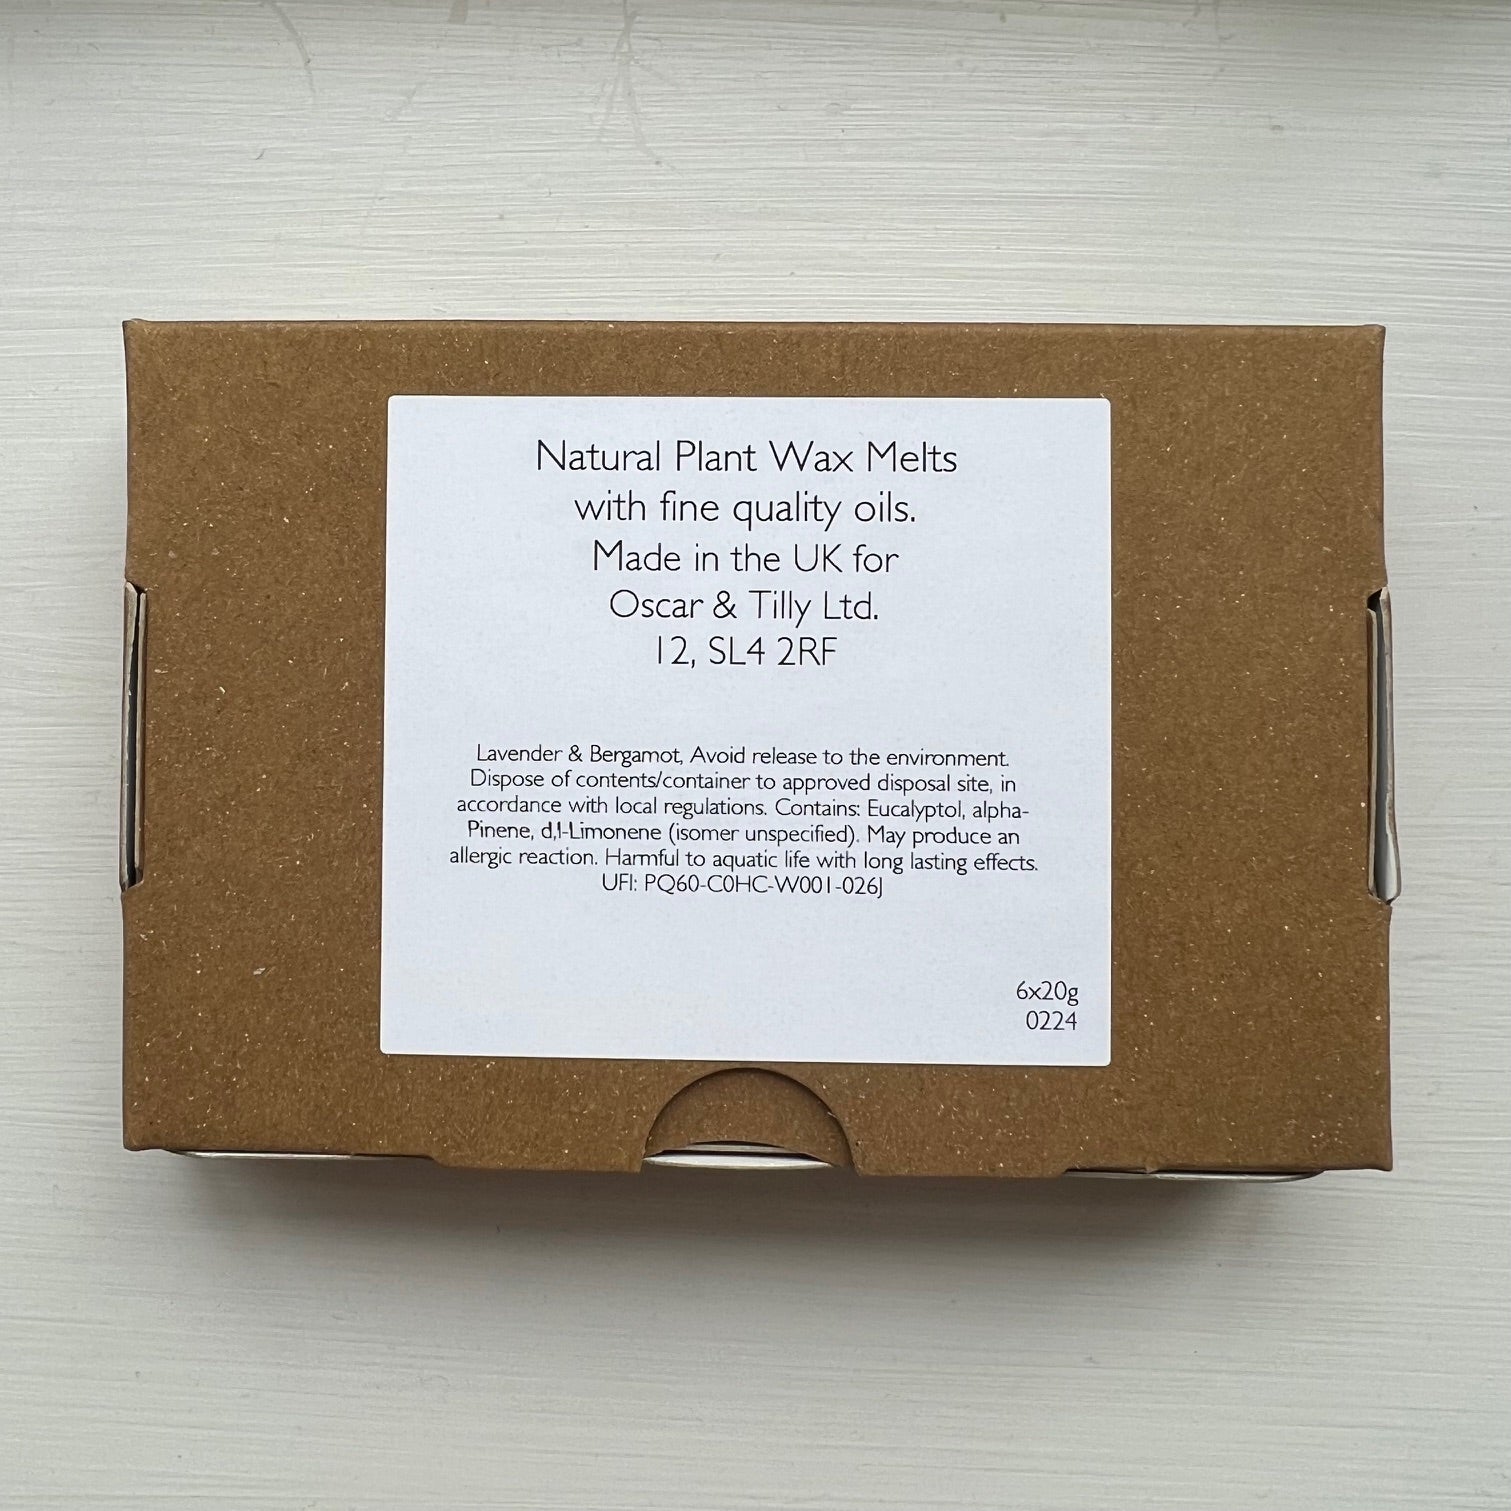 Natural Plant Wax Melts
with fine quality oils.
Made in the UK for
Oscar & Tilly Ltd.
12, SL4 2RF
Lavender & Bergamot, Avoid release to the environment.
Dispose of contents/container to approved disposal site, in
accordance with local regulations. Contains: Eucalyptol, alpha-
Pinene, d,l-Limonene (isomer unspecified). May produce an
allergic reaction. Harmful to aquatic life with long lasting effects.
UFI: PQ60-C0HC-W001-026J
6x20g
0224